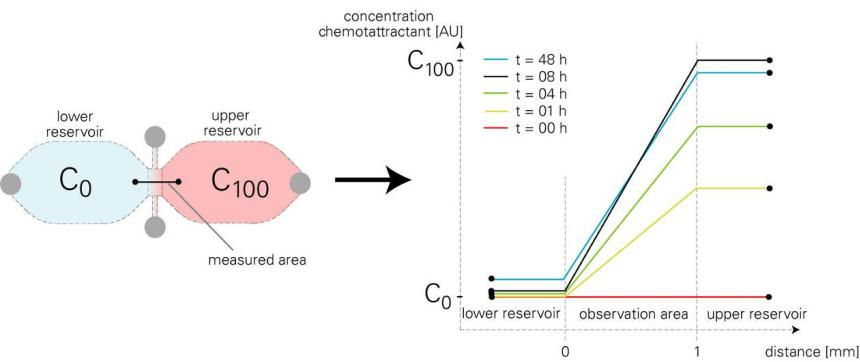 lower
reservoir
upper
reservoir
C0
C100
measured area
concentration
chemotattractant [AU]
C100
t = 48 h
t = 08 h
t = 04 h
t = 01 h
t = 00 h
C0
lower reservoir
observation area
upper reservoir
0
1
distance [mm]